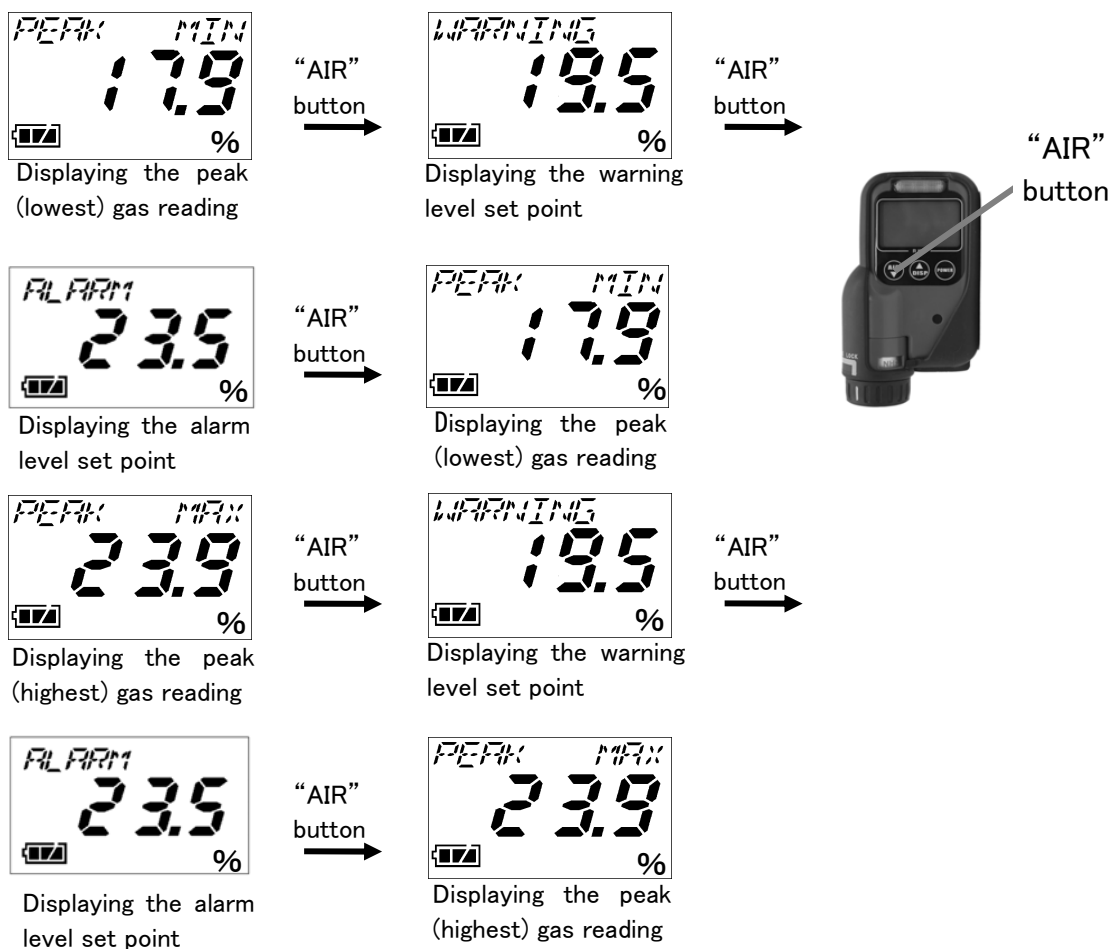 PEAK MIN
17.9
%
Displaying the peak
(lowest) gas reading
“AIR”
button
WARNING
19.5
%
Displaying the warning
level set point
“AIR”
button
“AIR”
button
AIR
DISP
POWER
LOCK
ALARM
23.5
%
Displaying the alarm
level set point
“AIR”
button
PEAK MIN
17.9
%
Displaying the peak
(lowest) gas reading
PEAK MAX
23.9
%
Displaying the peak
(highest) gas reading
“AIR”
button
WARNING
19.5
%
Displaying the warning
level set point
“AIR”
button
ALARM
23.5
%
Displaying the alarm
level set point
“AIR”
button
PEAK MAX
23.9
%
Displaying the peak
(highest) gas reading